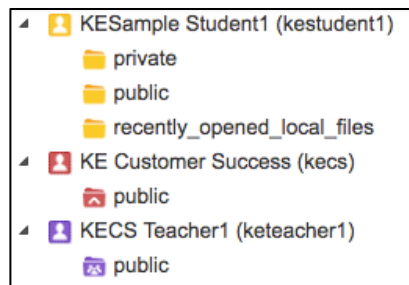 KESample Student1 (kestudent1)
private
public
recently_opened_local_files
KE Customer Success (kecs)
public
KECS Teacher1 (keteacher1)
public